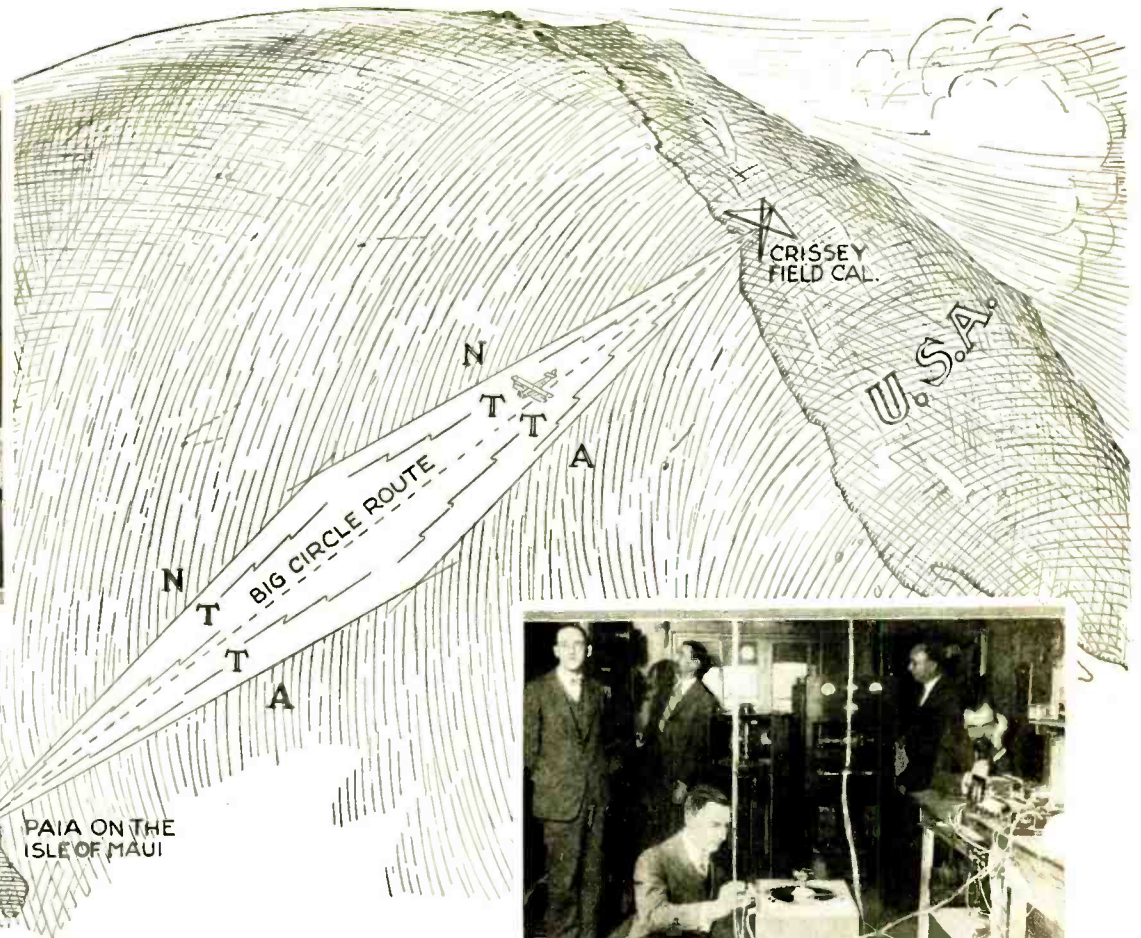 CRISSEY
FIELD CAL.
U.S.A.
N
T
T
A
BIG CIRCLE ROUTE
N
T
T
A
PAIA ON THE
ISLE OF MAUI